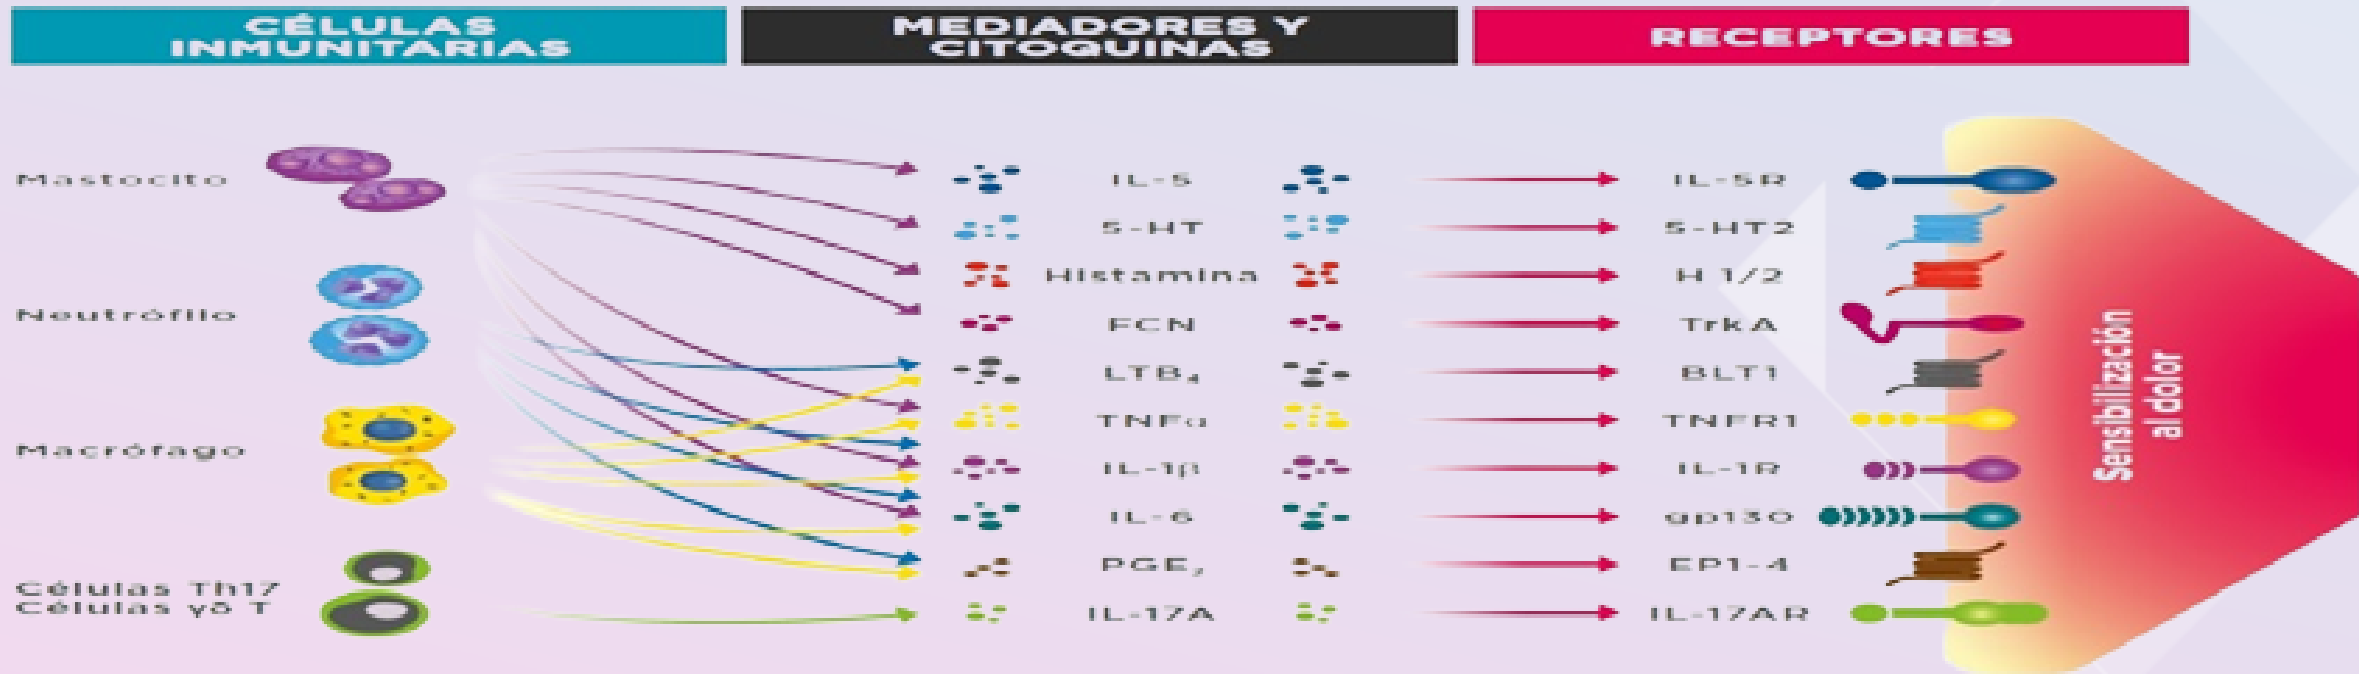 CÉLULAS
INMUNITARIAS
MEDIADORES Y
CITOQUINAS
RECEPTORES
Mastocito
Neutrófilo
Macrófago
Células Th17
Células γδ T
IL-5
5-HT
Histamina
FCN
LTB₄
TNFα
IL-1β
IL-6
PGE₂
IL-17A
IL-5R
5-HT2
H 1/2
TrkA
BLT1
TNFR1
IL-1R
gp130
EP1-4
IL-17AR
Sensibilización
al dolor